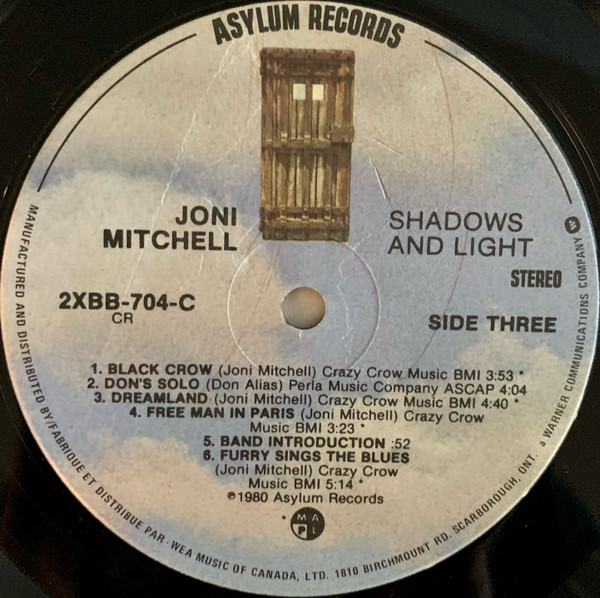 ASYLUM RECORDS
JONI
MITCHELL
SHADOWS
AND LIGHT
STEREO
2XBB-704-C
CR
SIDE THREE
1. BLACK CROW (Joni Mitchell) Crazy Crow Music BMI 3:53 *
2. DON'S SOLO (Don Alias) Perla Music Company ASCAP 4:04
3. DREAMLAND (Joni Mitchell) Crazy Crow Music BMI 4:40 *
4. FREE MAN IN PARIS (Joni Mitchell) Crazy Crow
Music BMI 3:23 *
5. BAND INTRODUCTION :52
6. FURRY SINGS THE BLUES
(Joni Mitchell) Crazy Crow
Music BMI 5:14 *
℗1980 Asylum Records
* M A P L
MANUFACTURED AND DISTRIBUTED BY/FABRIQUE ET DISTRIBUE PAR-WEA MUSIC OF CANADA, LTD. 1810 BIRCHMOUNT RD. SCARBOROUGH, ONT. a WARNER COMMUNICATIONS COMPANY